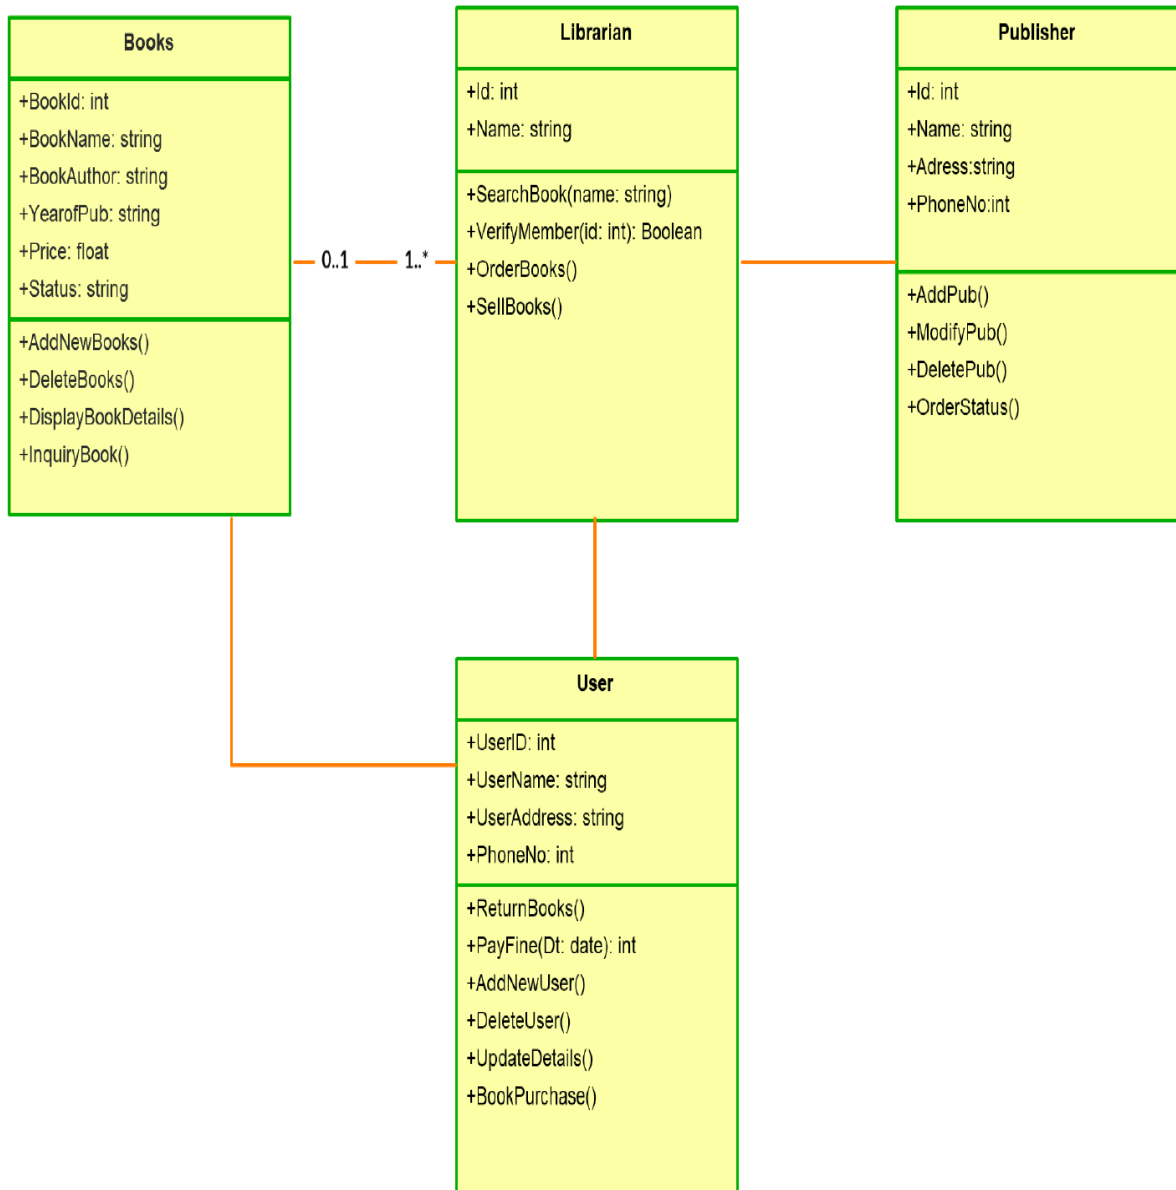 Books
+BookId: int
+BookName: string
+BookAuthor: string
+YearofPub: string
+Price: float
+Status: string
+AddNewBooks()
+DeleteBooks()
+DisplayBookDetails()
+InquiryBook()
0..1
1..*
Librarian
+Id: int
+Name: string
+SearchBook(name: string)
+VerifyMember(id: int): Boolean
+OrderBooks()
+SellBooks()
Publisher
+Id: int
+Name: string
+Adress:string
+PhoneNo:int
+AddPub()
+ModifyPub()
+DeletePub()
+OrderStatus()
User
+UserID: int
+UserName: string
+UserAddress: string
+PhoneNo: int
+ReturnBooks()
+PayFine(Dt: date): int
+AddNewUser()
+DeleteUser()
+UpdateDetails()
+BookPurchase()